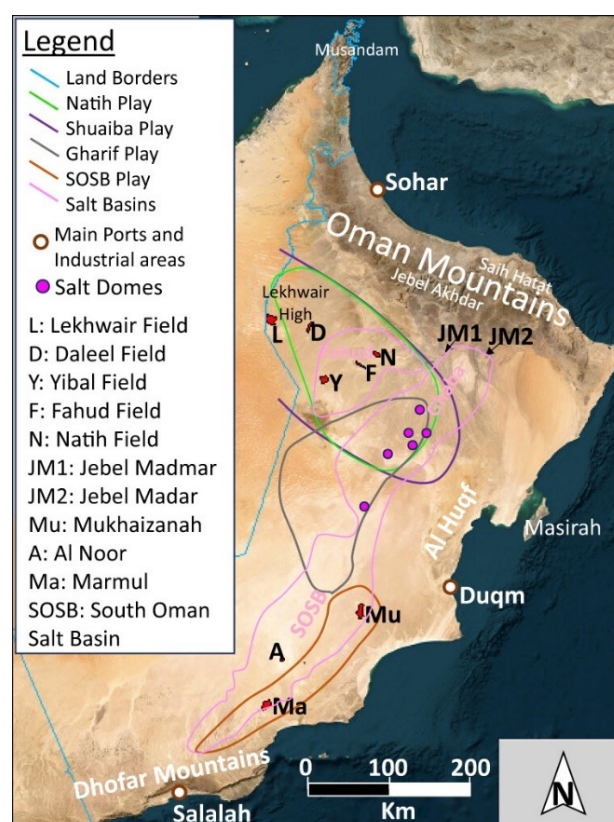 Legend
Land Borders
Natih Play
Shuaiba Play
Gharif Play
SOSB Play
Salt Basins
Main Ports and
Industrial areas
Salt Domes
L: Lekhwair Field
D: Daleel Field
Y: Yibal Field
F: Fahud Field
N: Natih Field
JM1: Jebel Madmar
JM2: Jebel Madar
Mu: Mukhaizanah
A: Al Noor
Ma: Marmul
SOSB: South Oman
Salt Basin
Musandam
Sohar
Oman Mountains
Saih Hatat
Jebel Akhdar
Lekhwair
High
L
D
N
F
Y
JM1
JM2
Al Huqf
Masirah
Duqm
SOSB
Mu
A
Ma
Dhofar Mountains
Salalah
0 100 200
Km
N